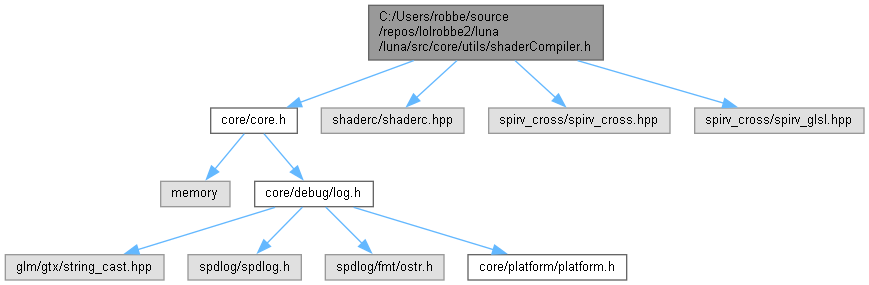 C:/Users/robbe/source
/repos/lolrobbe2/luna
/luna/src/core/utils/shaderCompiler.h
core/core.h
shaderc/shaderc.hpp
spirv_cross/spirv_cross.hpp
spirv_cross/spirv_glsl.hpp
memory
core/debug/log.h
glm/gtx/string_cast.hpp
spdlog/spdlog.h
spdlog/fmt/ostr.h
core/platform/platform.h